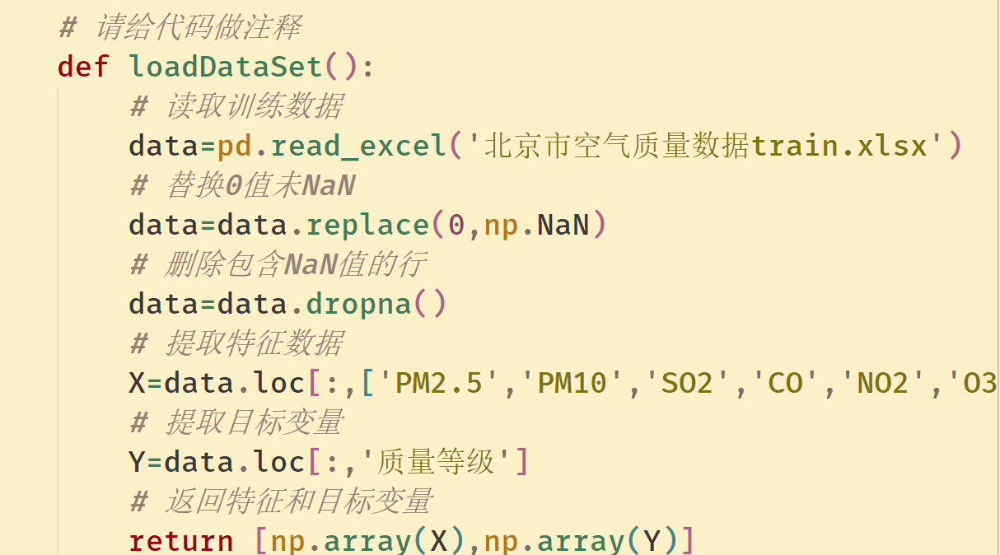 # 请给代码做注释
def loadDataSet():
# 读取训练数据
data=pd.read_excel('北京市空气质量数据train.xlsx')
# 替换0值未NaN
data=data.replace(0,np.NaN)
# 删除包含NaN值的行
data=data.dropna()
# 提取特征数据
X=data.loc[:,['PM2.5','PM10','SO2','CO','NO2','O3
# 提取目标变量
Y=data.loc[:,'质量等级']
# 返回特征和目标变量
return [np.array(X),np.array(Y)]